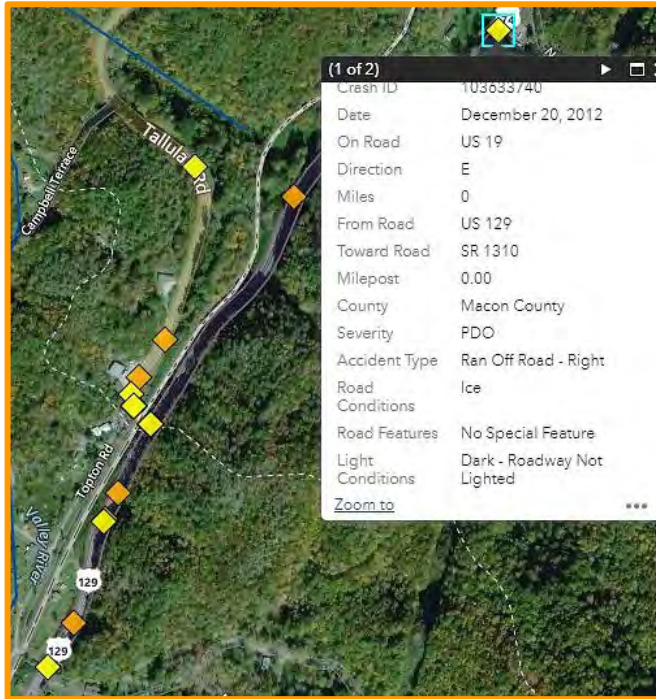 (1 of 2)
Crash ID 103633740
Date December 20, 2012
On Road US 19
Direction E
Miles 0
From Road US 129
Toward Road SR 1310
Milepost 0.00
County Macon County
Severity PDO
Accident Type Ran Off Road - Right
Road Conditions Ice
Road Features No Special Feature
Light Conditions Dark - Roadway Not Lighted
Zoom to
Tallula Rd
Campbell Terrace
Topton Rd
Valley River
129
129